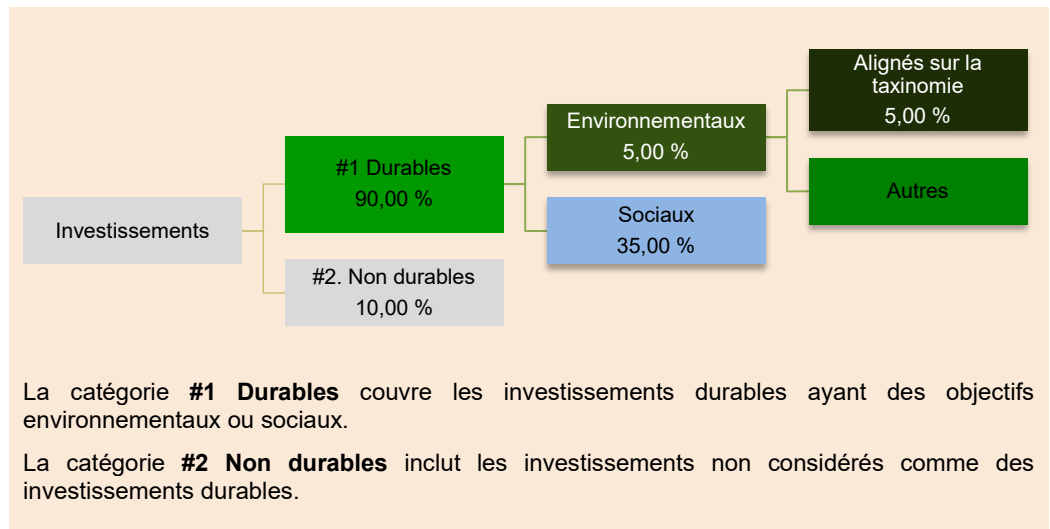 Investissements
#1 Durables
90,00 %
#2. Non durables
10,00 %
Environnementaux
5,00 %
Sociaux
35,00 %
Alignés sur la
taxinomie
5,00 %
Autres
La catégorie #1 Durables couvre les investissements durables ayant des objectifs
environnementaux ou sociaux.
La catégorie #2 Non durables inclut les investissements non considérés comme des
investissements durables.